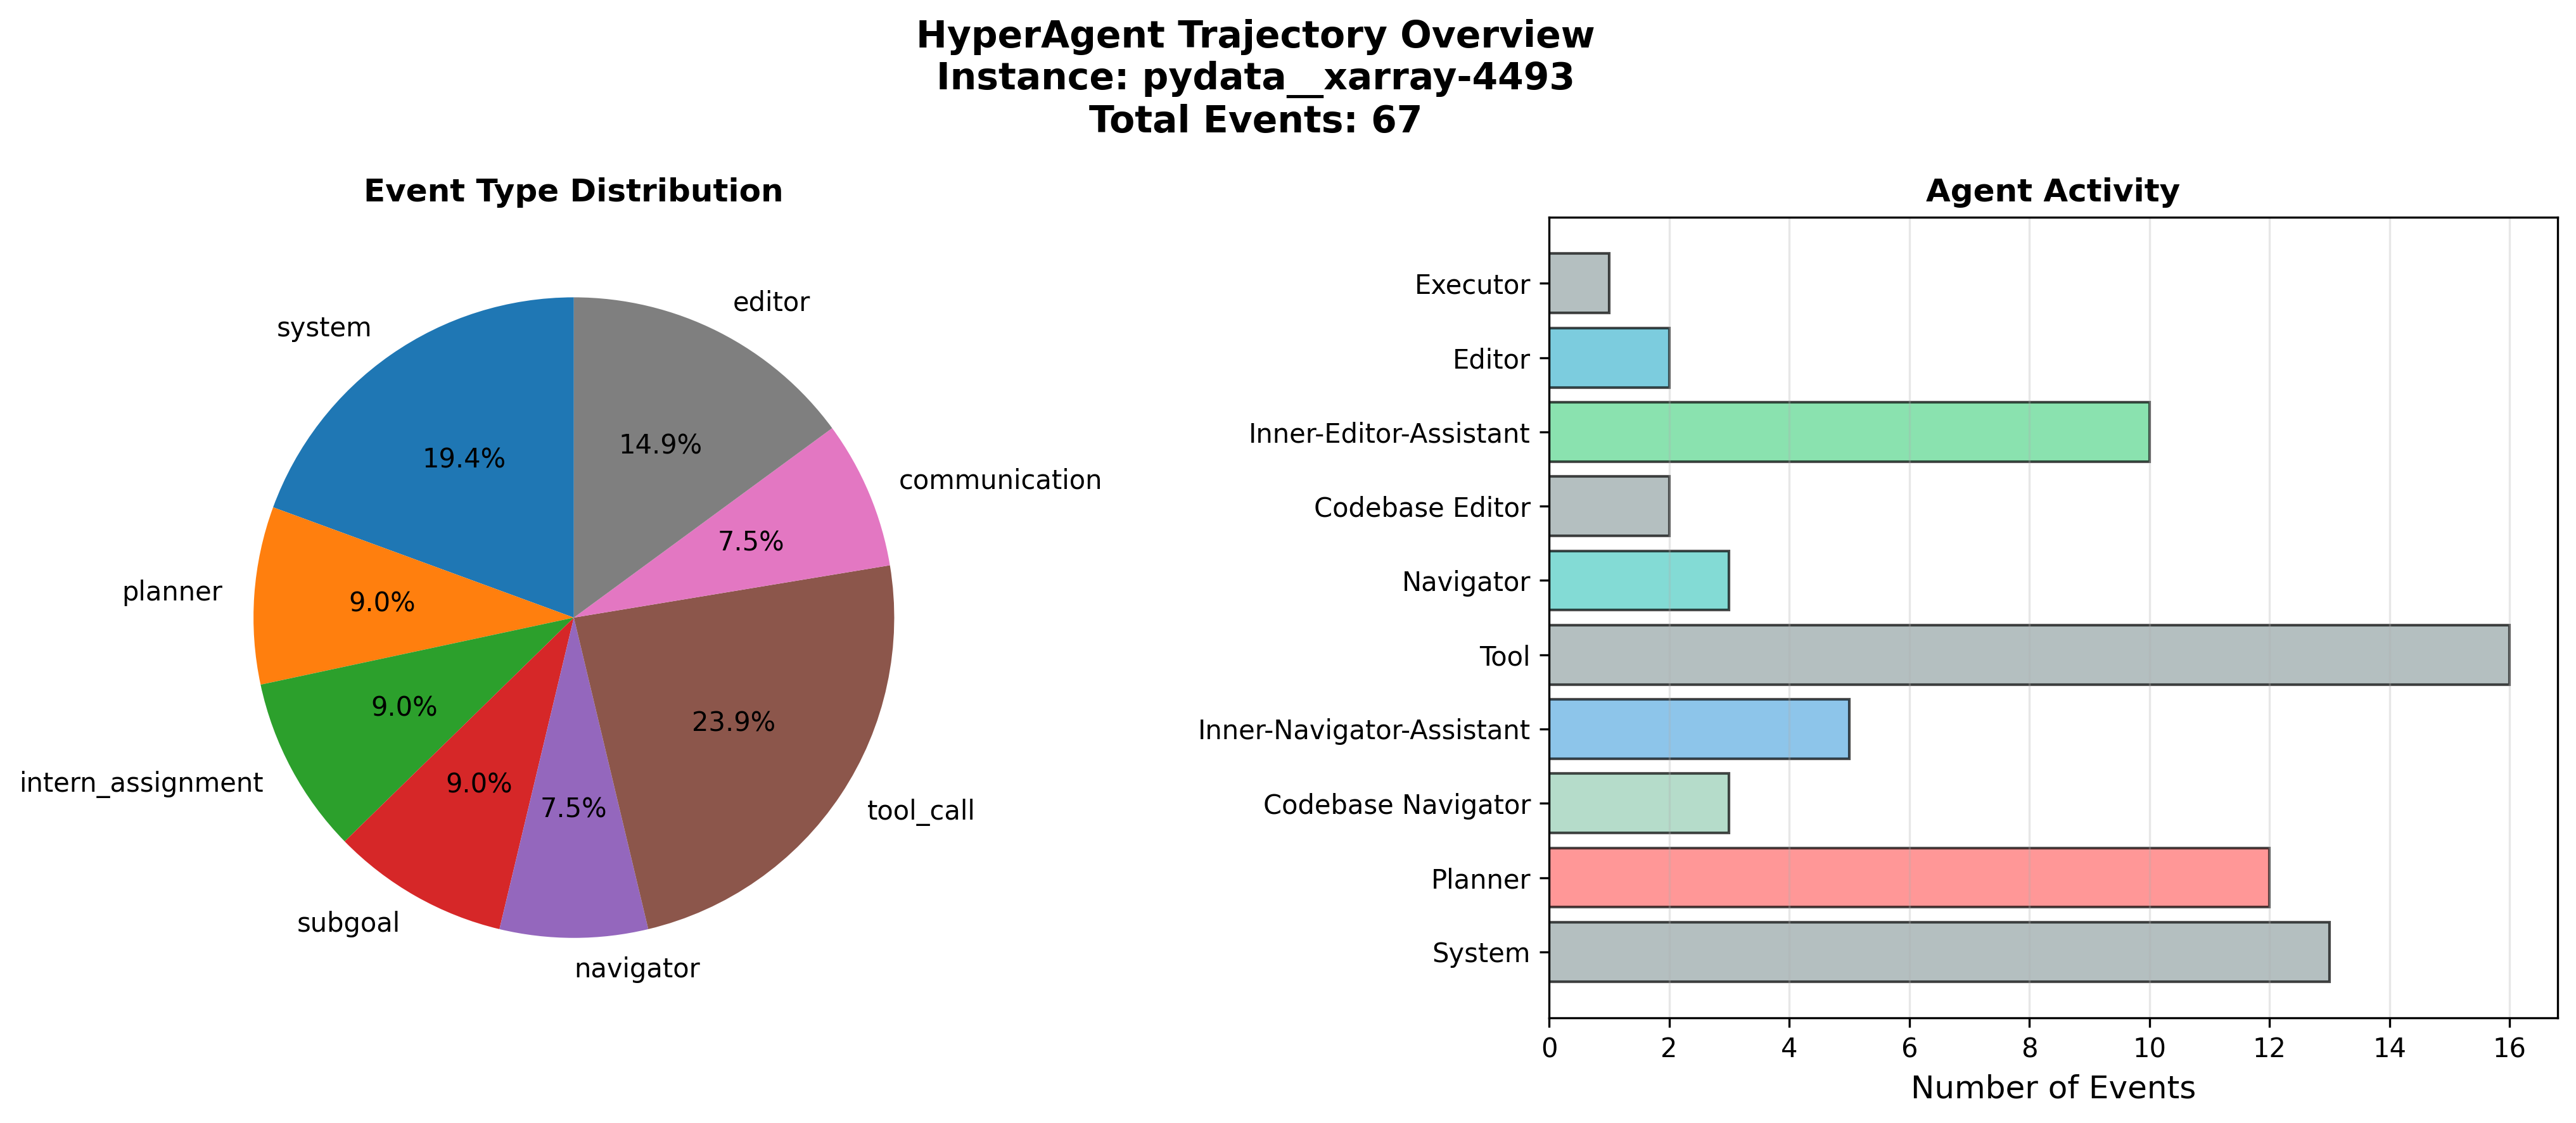 HyperAgent Trajectory Overview
Instance: pydata__xarray-4493
Total Events: 67
Event Type Distribution
editor
system
14.9%
19.4%
communication
7.5%
planner
9.0%
9.0%
23.9%
intern_assignment
9.0%
7.5%
tool_call
subgoal
navigator
Agent Activity
Executor
Editor
Inner-Editor-Assistant
Codebase Editor
Navigator
Tool
Inner-Navigator-Assistant
Codebase Navigator
Planner
System
0 2 4 6 8 10 12 14 16
Number of Events